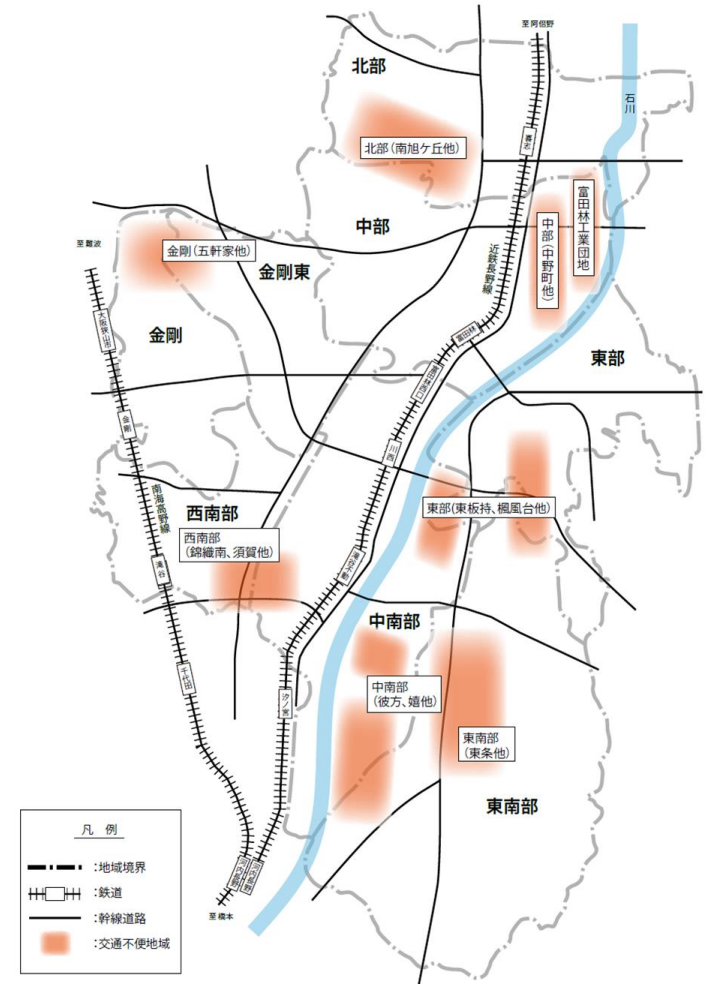 至阿倍野
北部
石川
喜志
北部(南旭ケ丘他)
富田林工業団地
中部(中野町他)
中部
至難波
金剛(五軒家他)
近鉄長野線
金剛東
大阪狭山市
金剛
富田林
東部
富田林西口
金剛
川西
南海高野線
西南部
東部(東板持、楓風台他)
西南部
(錦織南、須賀他)
滝谷
滝谷不動
中南部
千代田
中南部
(彼方、嬉他)
汐ノ宮
東南部
(東条他)
東南部
凡 例
:地域境界
:鉄道
:幹線道路
:交通不便地域
河内長野
河内長野
至橋本